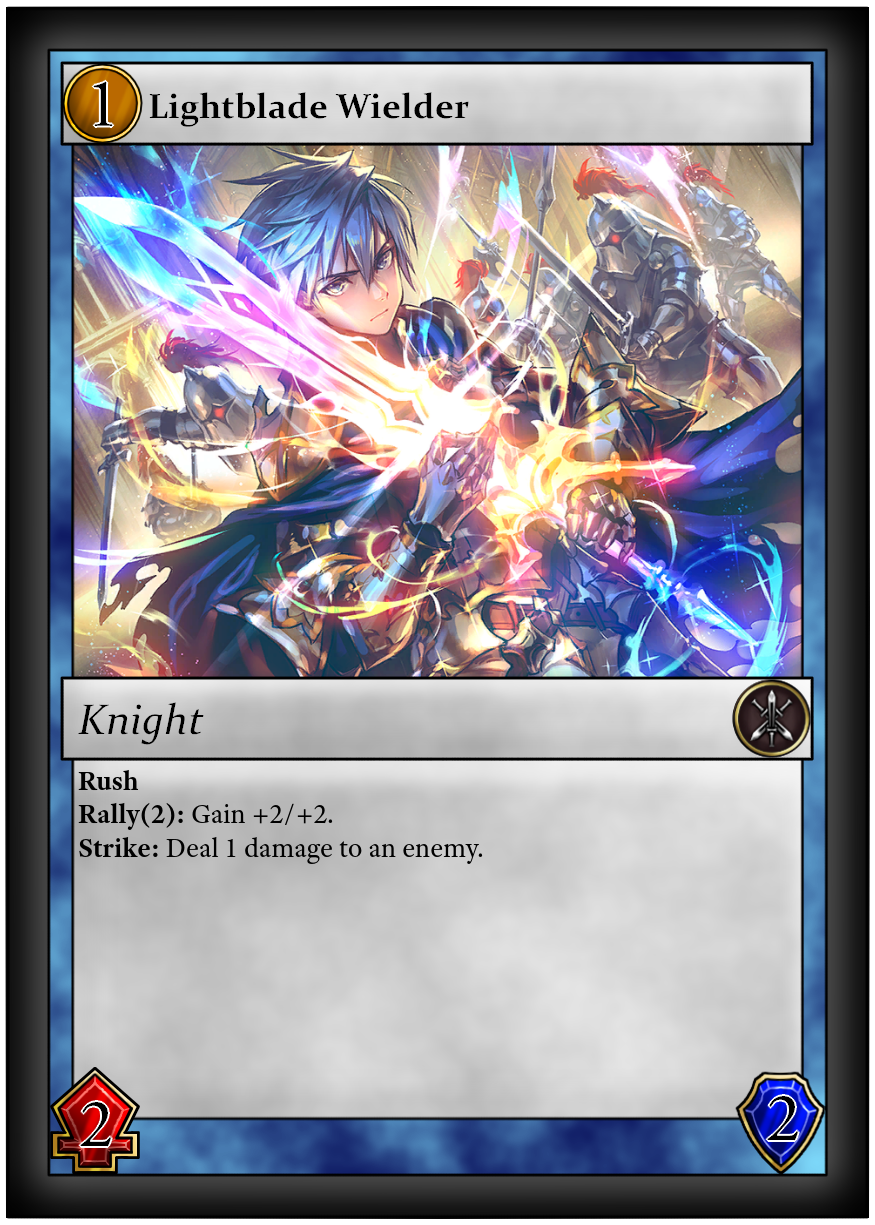 1
Lightblade Wielder
Knight
Rush
Rally(2): Gain +2/+2.
Strike: Deal 1 damage to an enemy.
2
2